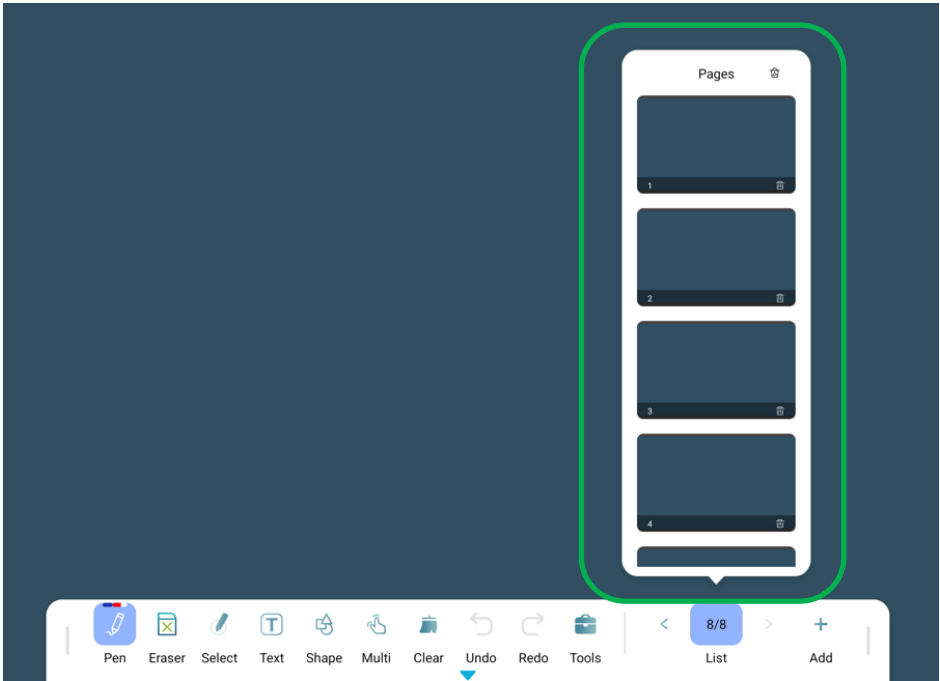 Pages
1
2
3
4
8/8
Pen Eraser Select Text Shape Multi Clear Undo Redo Tools List Add